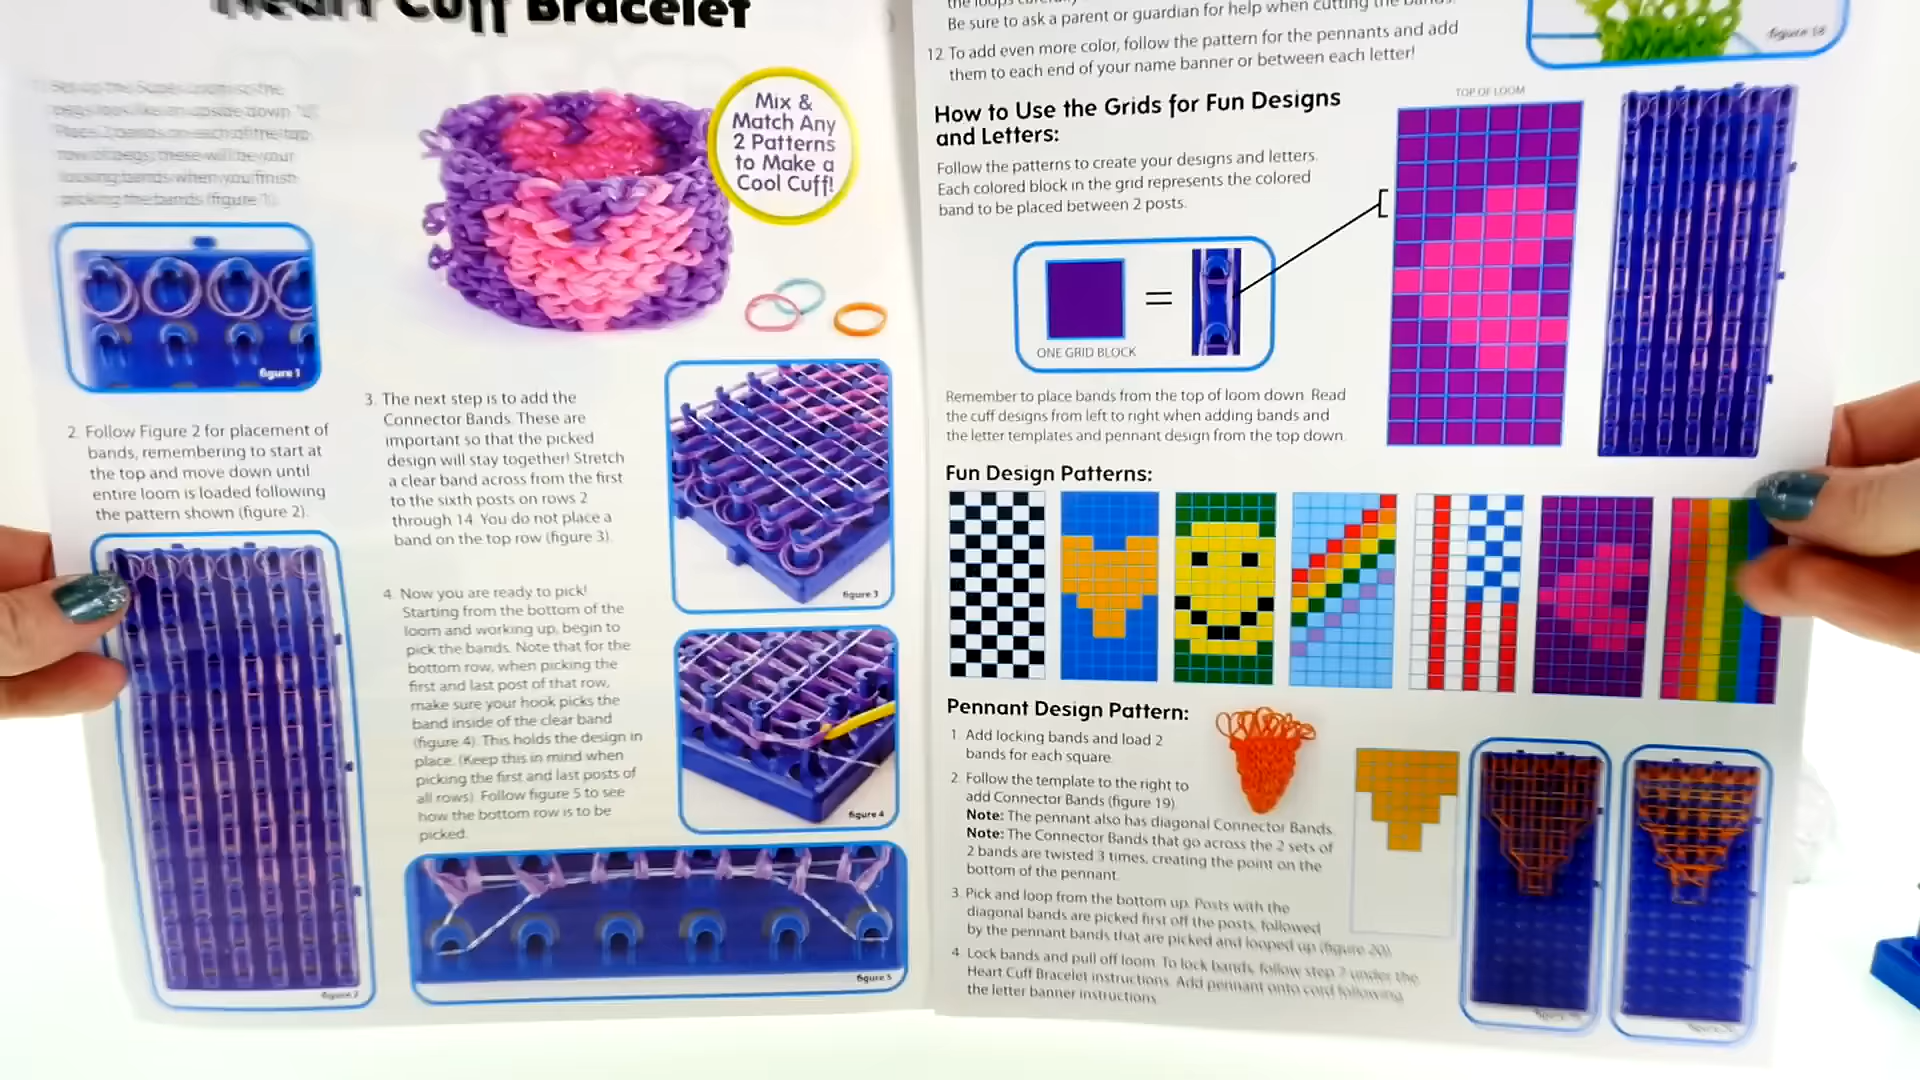 Heart Cuff Bracelet
Mix &
Match Any
2 Patterns
to Make a
Cool Cuff!
figure 1
2. Follow Figure 2 for placement of
bands, remembering to start at
the top and move down until
entire loom is loaded following
the pattern shown (figure 2).
figure 2
3. The next step is to add the
Connector Bands. These are
important so that the picked
design will stay together! Stretch
a clear band across from the first
to the sixth posts on rows 2
through 14. You do not place a
band on the top row (figure 3).
figure 3
4. Now you are ready to pick!
Starting from the bottom of the
loom and working up, begin to
pick the bands. Note that for the
bottom row, when picking the
first and last post of that row,
make sure your hook picks the
band inside of the clear band
(figure 4). This holds the design in
place. (Keep this in mind when
picking the first and last posts of
all rows). Follow figure 5 to see
how the bottom row is to be
picked.
figure 4
figure 5
Be sure to ask a parent or guardian for help when cutting the bands.
12. To add even more color, follow the pattern for the pennants and add
them to each end of your name banner or between each letter!
figure 18
How to Use the Grids for Fun Designs
and Letters:
Follow the patterns to create your designs and letters.
Each colored block in the grid represents the colored
band to be placed between 2 posts.
TOP OF LOOM
=
ONE GRID BLOCK
Remember to place bands from the top of loom down. Read
the cuff designs from left to right when adding bands and
the letter templates and pennant design from the top down.
Fun Design Patterns:
Pennant Design Pattern:
1. Add locking bands and load 2
bands for each square.
2. Follow the template to the right to
add Connector Bands (figure 19).
Note: The pennant also has diagonal Connector Bands.
Note: The Connector Bands that go across the 2 sets of
2 bands are twisted 3 times, creating the point on the
bottom of the pennant.
3. Pick and loop from the bottom up. Posts with the
diagonal bands are picked first off the posts, followed
by the pennant bands that are picked and looped up (figure 20).
4. Lock bands and pull off loom. To lock bands, follow step 7 under the
Heart Cuff Bracelet instructions. Add pennant onto cord following
the letter banner instructions.